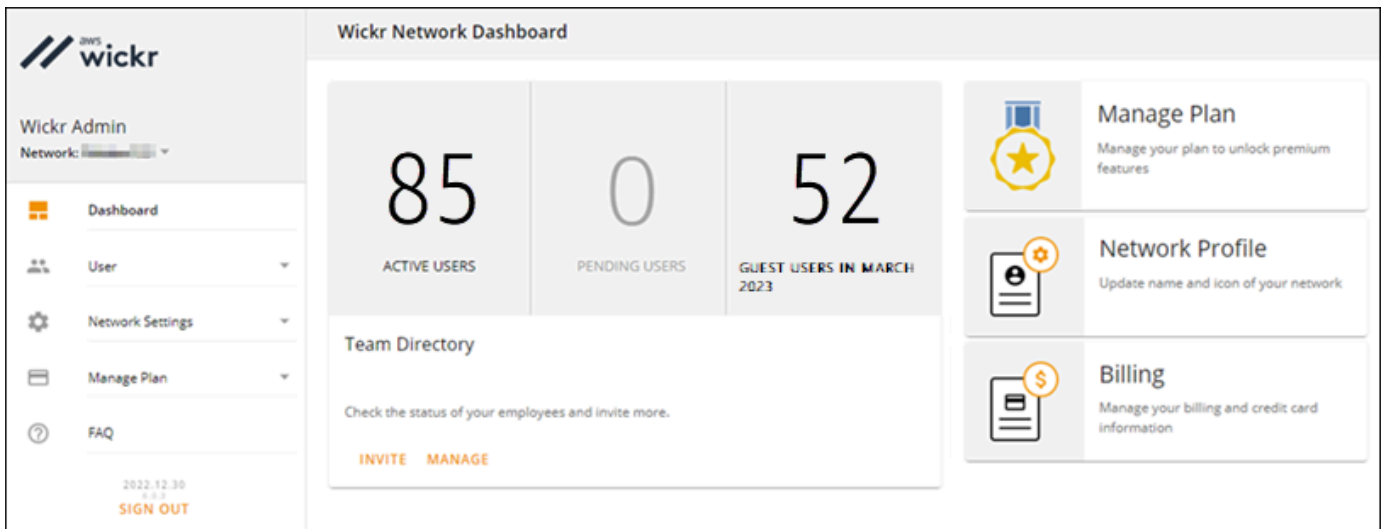 aws
wickr
Wickr Admin
Network:
Dashboard
User
Network Settings
Manage Plan
FAQ
2022.12.30
SIGN OUT
Wickr Network Dashboard
85
ACTIVE USERS
0
PENDING USERS
52
GUEST USERS IN MARCH
2023
Team Directory
Check the status of your employees and invite more.
INVITE MANAGE
Manage Plan
Manage your plan to unlock premium
features
Network Profile
Update name and icon of your network
Billing
Manage your billing and credit card
information